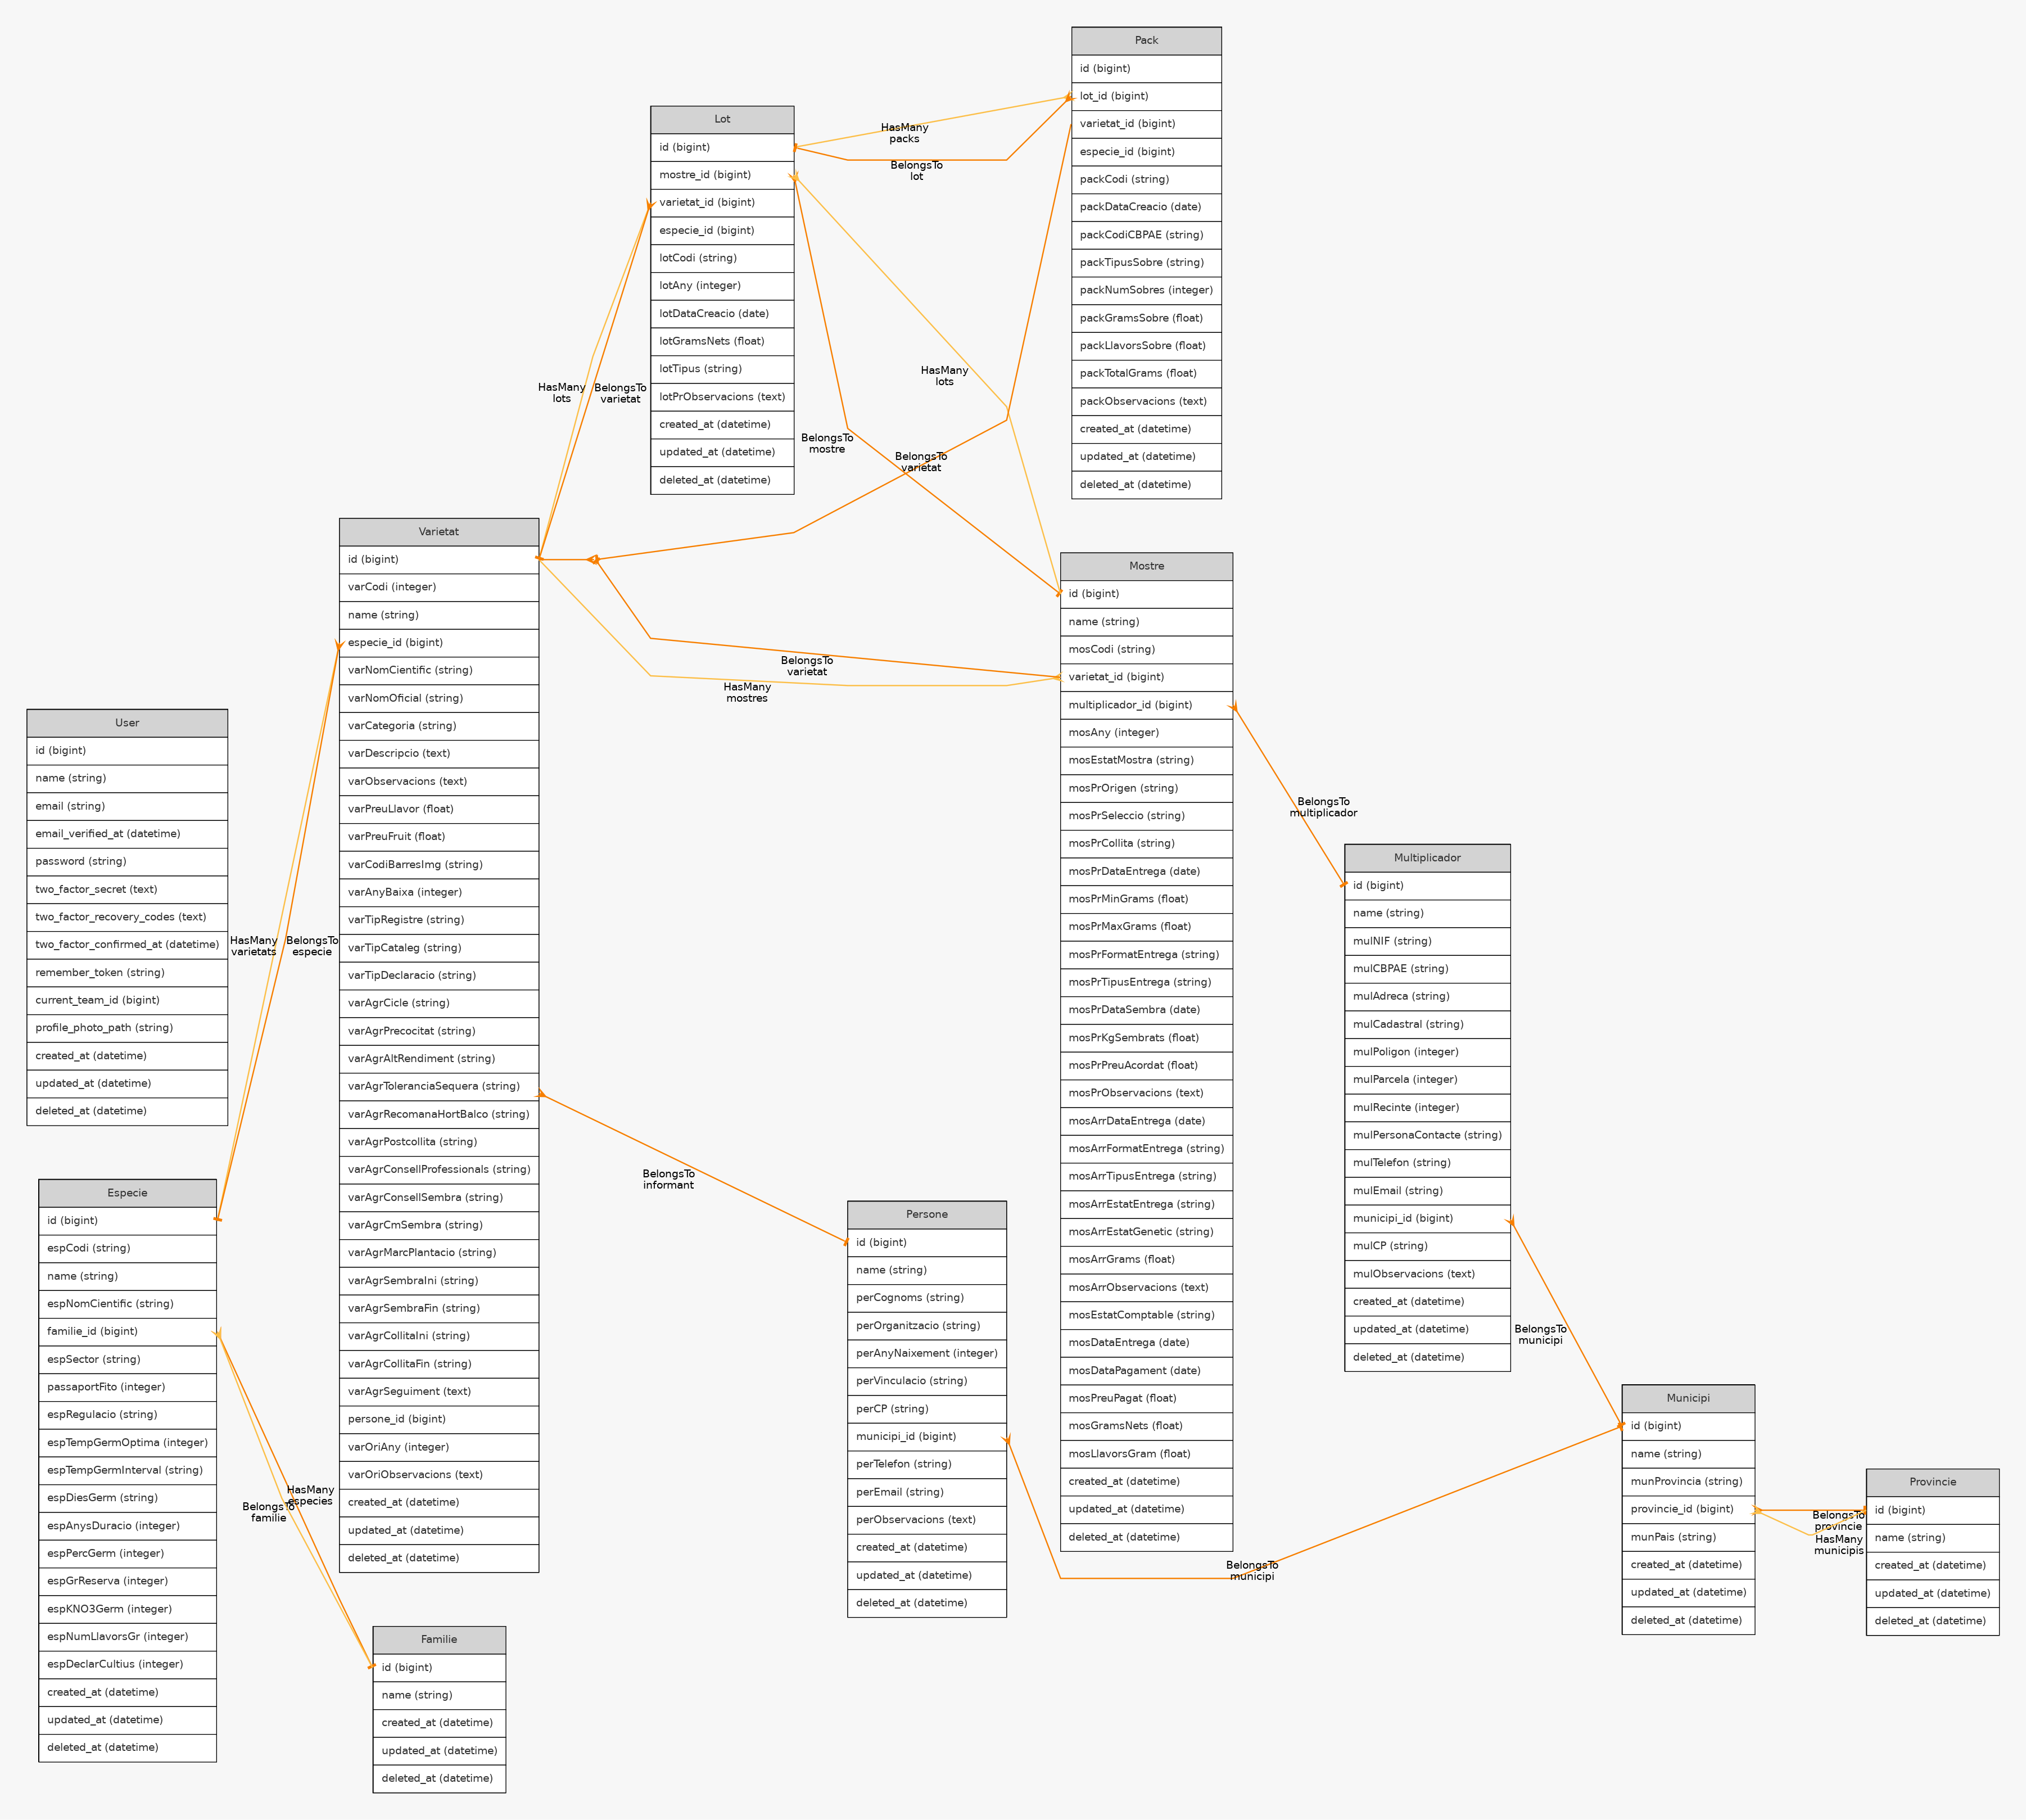 Pack
id (bigint)
lot_id (bigint)
varietat_id (bigint)
especie_id (bigint)
packCodi (string)
packDataCreacio (date)
packCodiCBPAE (string)
packTipusSobre (string)
packNumSobres (integer)
packGramsSobre (float)
packLlavorsSobre (float)
packTotalGrams (float)
packObservacions (text)
created_at (datetime)
updated_at (datetime)
deleted_at (datetime)
Lot
id (bigint)
mostre_id (bigint)
varietat_id (bigint)
especie_id (bigint)
lotCodi (string)
lotAny (integer)
lotDataCreacio (date)
lotGramsNets (float)
lotTipus (string)
lotPrObservacions (text)
created_at (datetime)
updated_at (datetime)
deleted_at (datetime)
HasMany
packs
BelongsTo
lot
HasMany
lots
BelongsTo
mostre
BelongsTo
varietat
HasMany
lots
BelongsTo
varietat
BelongsTo
varietat
HasMany
mostres
Varietat
id (bigint)
varCodi (integer)
name (string)
especie_id (bigint)
varNomCientific (string)
varNomOficial (string)
varCategoria (string)
varDescripcio (text)
varObservacions (text)
varPreuLlavor (float)
varPreuFruit (float)
varCodiBarresImg (string)
varAnyBaixa (integer)
varTipRegistre (string)
varTipCataleg (string)
varTipDeclaracio (string)
varAgrCicle (string)
varAgrPrecocitat (string)
varAgrAltRendiment (string)
varAgrToleranciaSequera (string)
varAgrRecomanaHortBalco (string)
varAgrPostcollita (string)
varAgrConsellProfessionals (string)
varAgrConsellSembra (string)
varAgrCmSembra (string)
varAgrMarcPlantacio (string)
varAgrSembraIni (string)
varAgrSembraFin (string)
varAgrCollitaIni (string)
varAgrCollitaFin (string)
varAgrSeguiment (text)
persone_id (bigint)
varOriAny (integer)
varOriObservacions (text)
created_at (datetime)
updated_at (datetime)
deleted_at (datetime)
Mostre
id (bigint)
name (string)
mosCodi (string)
varietat_id (bigint)
multiplicador_id (bigint)
mosAny (integer)
mosEstatMostra (string)
mosPrOrigen (string)
mosPrSeleccio (string)
mosPrCollita (string)
mosPrDataEntrega (date)
mosPrMinGrams (float)
mosPrMaxGrams (float)
mosPrFormatEntrega (string)
mosPrTipusEntrega (string)
mosPrDataSembra (date)
mosPrKgSembrats (float)
mosPrPreuAcordat (float)
mosPrObservacions (text)
mosArrDataEntrega (date)
mosArrFormatEntrega (string)
mosArrTipusEntrega (string)
mosArrEstatEntrega (string)
mosArrEstatGenetic (string)
mosArrGrams (float)
mosArrObservacions (text)
mosEstatComptable (string)
mosDataEntrega (date)
mosDataPagament (date)
mosPreuPagat (float)
mosGramsNets (float)
mosLlavorsGram (float)
created_at (datetime)
updated_at (datetime)
deleted_at (datetime)
User
id (bigint)
name (string)
email (string)
email_verified_at (datetime)
password (string)
two_factor_secret (text)
two_factor_recovery_codes (text)
two_factor_confirmed_at (datetime)
remember_token (string)
current_team_id (bigint)
profile_photo_path (string)
created_at (datetime)
updated_at (datetime)
deleted_at (datetime)
HasMany
varietats
BelongsTo
especie
BelongsTo
multiplicador
Multiplicador
id (bigint)
name (string)
mulNIF (string)
mulCBPAE (string)
mulAdreca (string)
mulCadastral (string)
mulPoligon (integer)
mulParcela (integer)
mulRecinte (integer)
mulPersonaContacte (string)
mulTelefon (string)
mulEmail (string)
municipi_id (bigint)
mulCP (string)
mulObservacions (text)
created_at (datetime)
updated_at (datetime)
deleted_at (datetime)
BelongsTo
informant
Especie
id (bigint)
espCodi (string)
name (string)
espNomCientific (string)
familie_id (bigint)
espSector (string)
passaportFito (integer)
espRegulacio (string)
espTempGermOptima (integer)
espTempGermInterval (string)
espDiesGerm (string)
espAnysDuracio (integer)
espPercGerm (integer)
espGrReserva (integer)
espKNO3Germ (integer)
espNumLlavorsGr (integer)
espDeclarCultius (integer)
created_at (datetime)
updated_at (datetime)
deleted_at (datetime)
Persone
id (bigint)
name (string)
perCognoms (string)
perOrganitzacio (string)
perAnyNaixement (integer)
perVinculacio (string)
perCP (string)
municipi_id (bigint)
perTelefon (string)
perEmail (string)
perObservacions (text)
created_at (datetime)
updated_at (datetime)
deleted_at (datetime)
BelongsTo
municipi
BelongsTo
municipi
Municipi
id (bigint)
name (string)
munProvincia (string)
provincie_id (bigint)
munPais (string)
created_at (datetime)
updated_at (datetime)
deleted_at (datetime)
BelongsTo
provincie
HasMany
municipis
Provincie
id (bigint)
name (string)
created_at (datetime)
updated_at (datetime)
deleted_at (datetime)
HasMany
especies
BelongsTo
familie
Familie
id (bigint)
name (string)
created_at (datetime)
updated_at (datetime)
deleted_at (datetime)